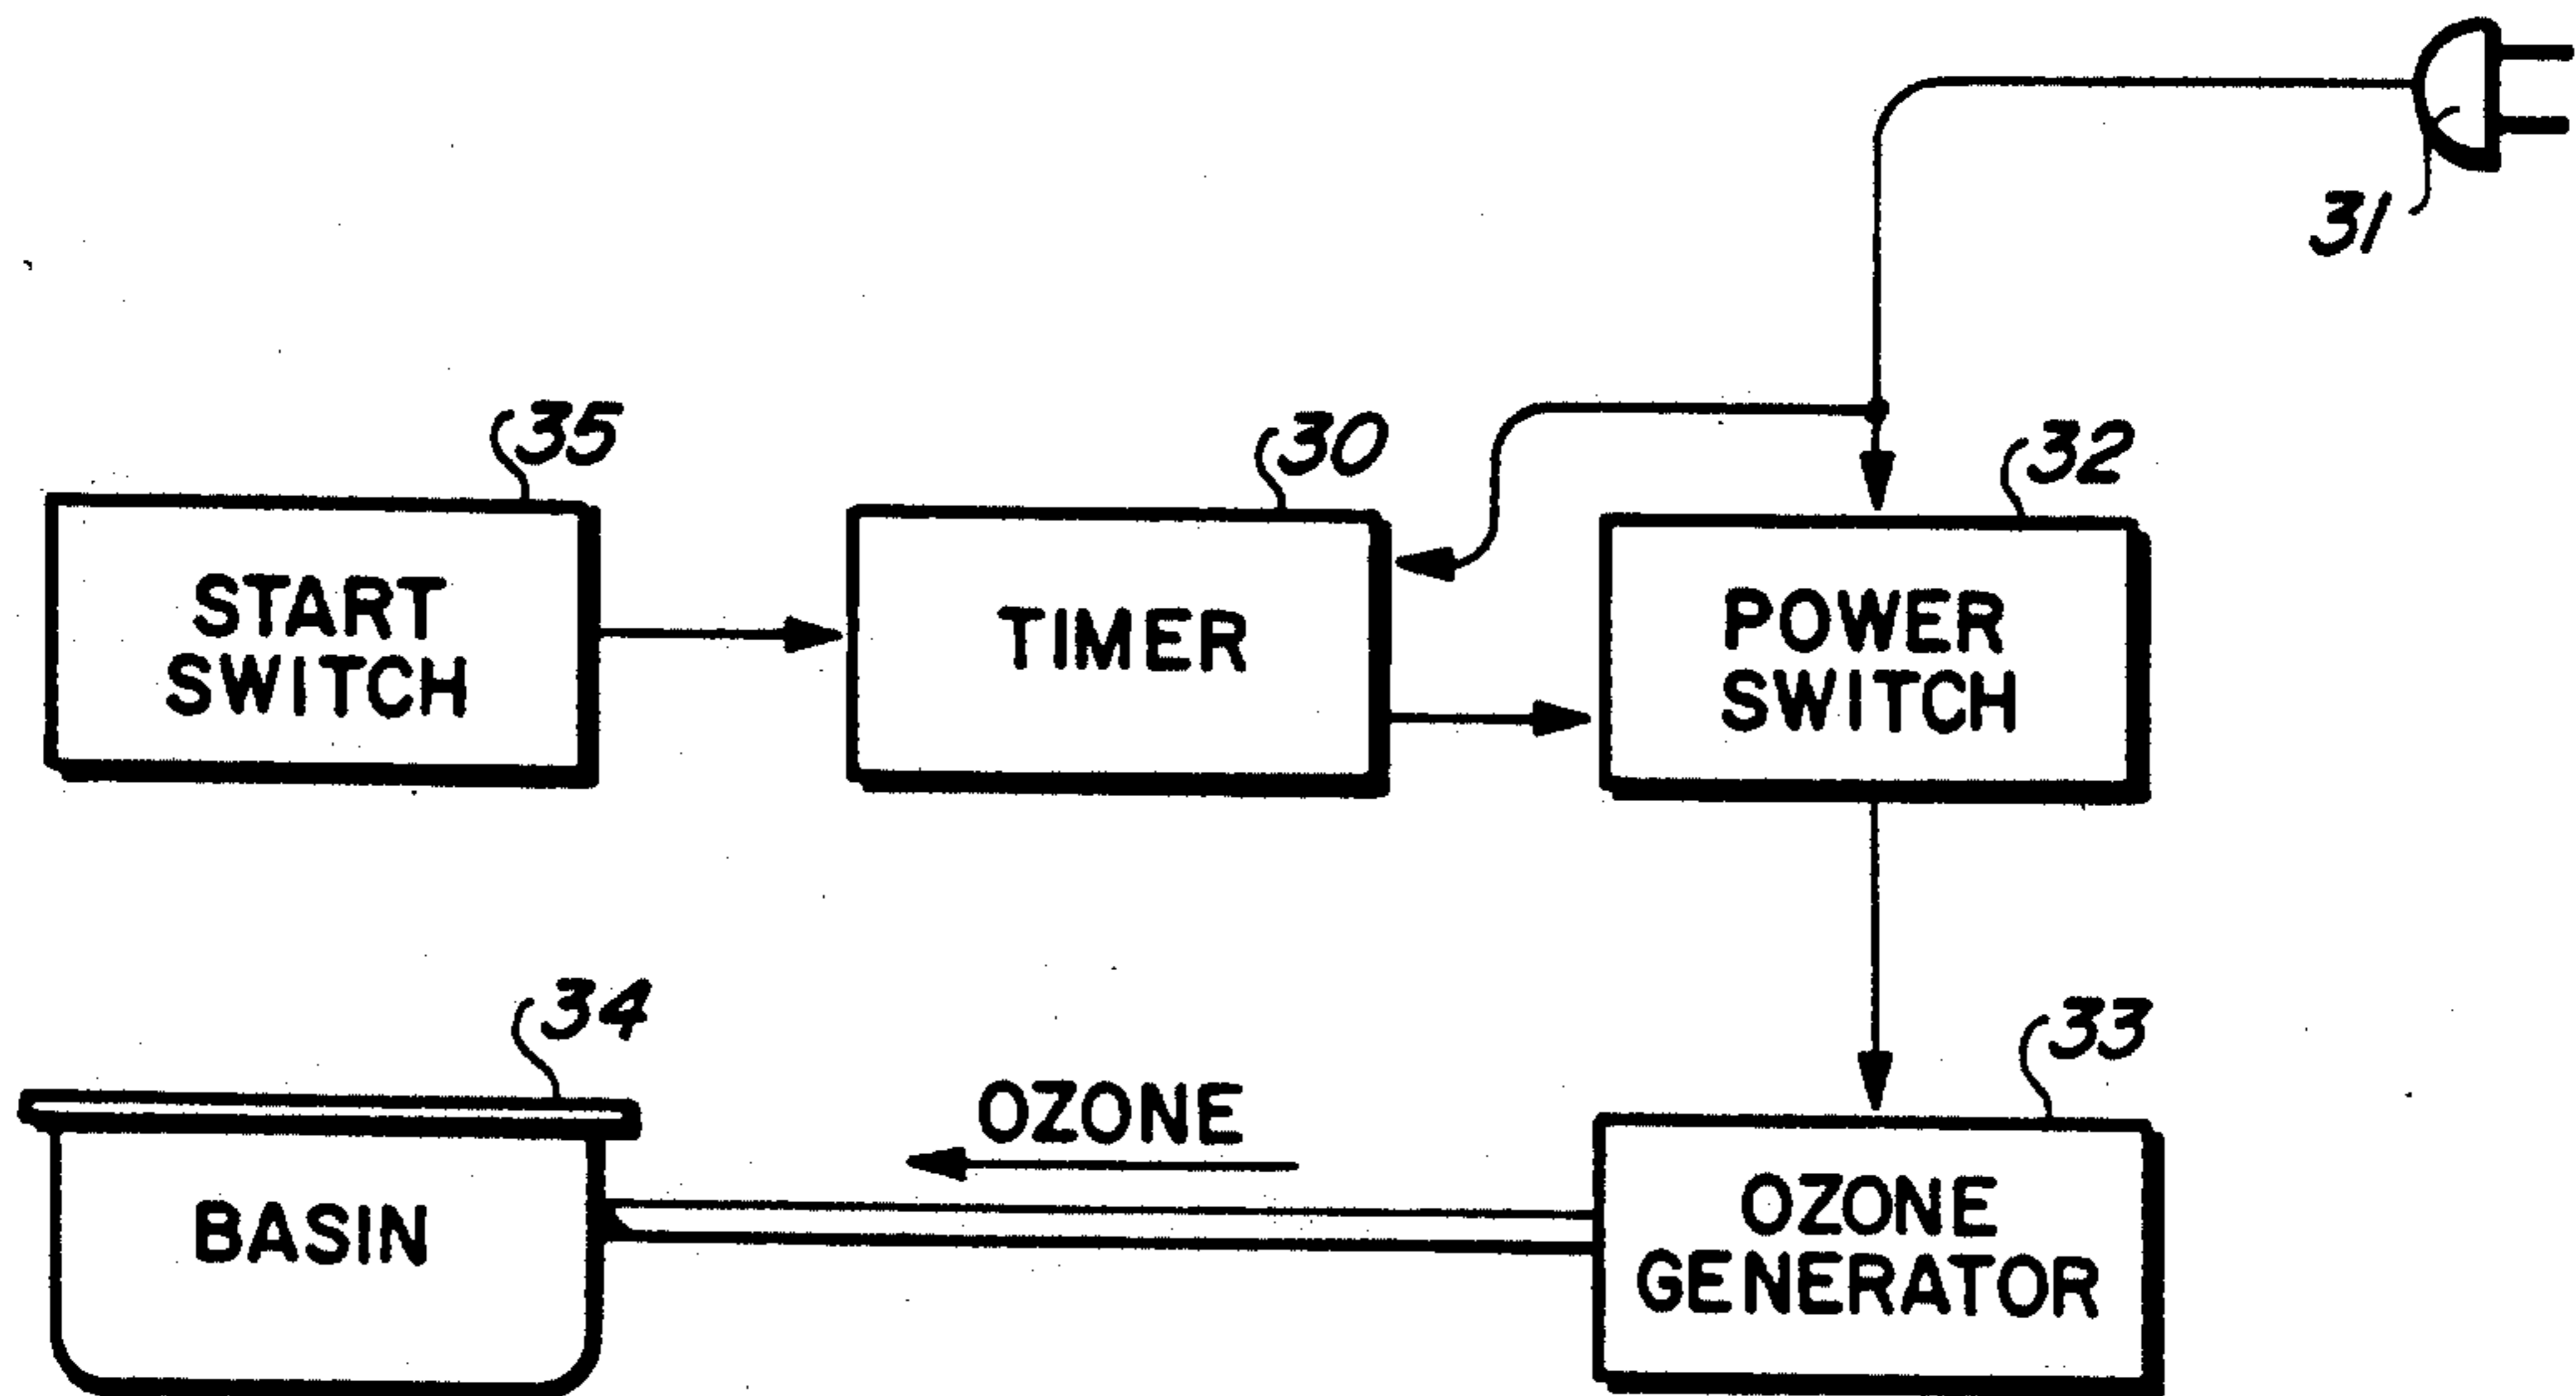 31
35
30
32
START
SWITCH
TIMER
POWER
SWITCH
34
33
OZONE
BASIN
OZONE
GENERATOR